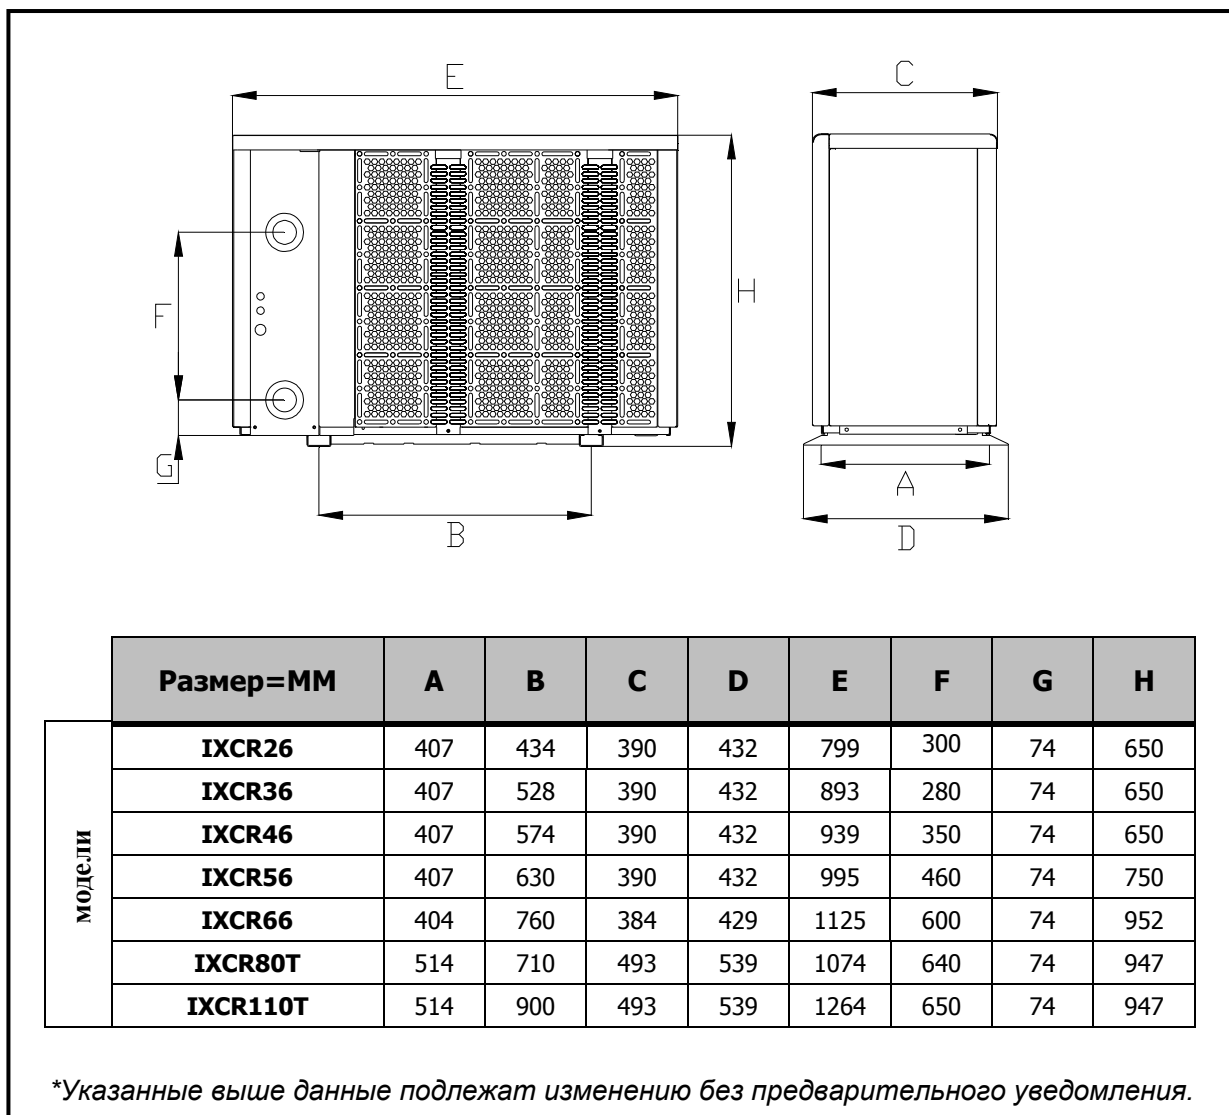 E
C
F
H
G
A
B
D
Размер=ММ A B C D E F G H
модели
IXCR26 407 434 390 432 799 300 74 650
IXCR36 407 528 390 432 893 280 74 650
IXCR46 407 574 390 432 939 350 74 650
IXCR56 407 630 390 432 995 460 74 750
IXCR66 404 760 384 429 1125 600 74 952
IXCR80T 514 710 493 539 1074 640 74 947
IXCR110T 514 900 493 539 1264 650 74 947
*Указанные выше данные подлежат изменению без предварительного уведомления.